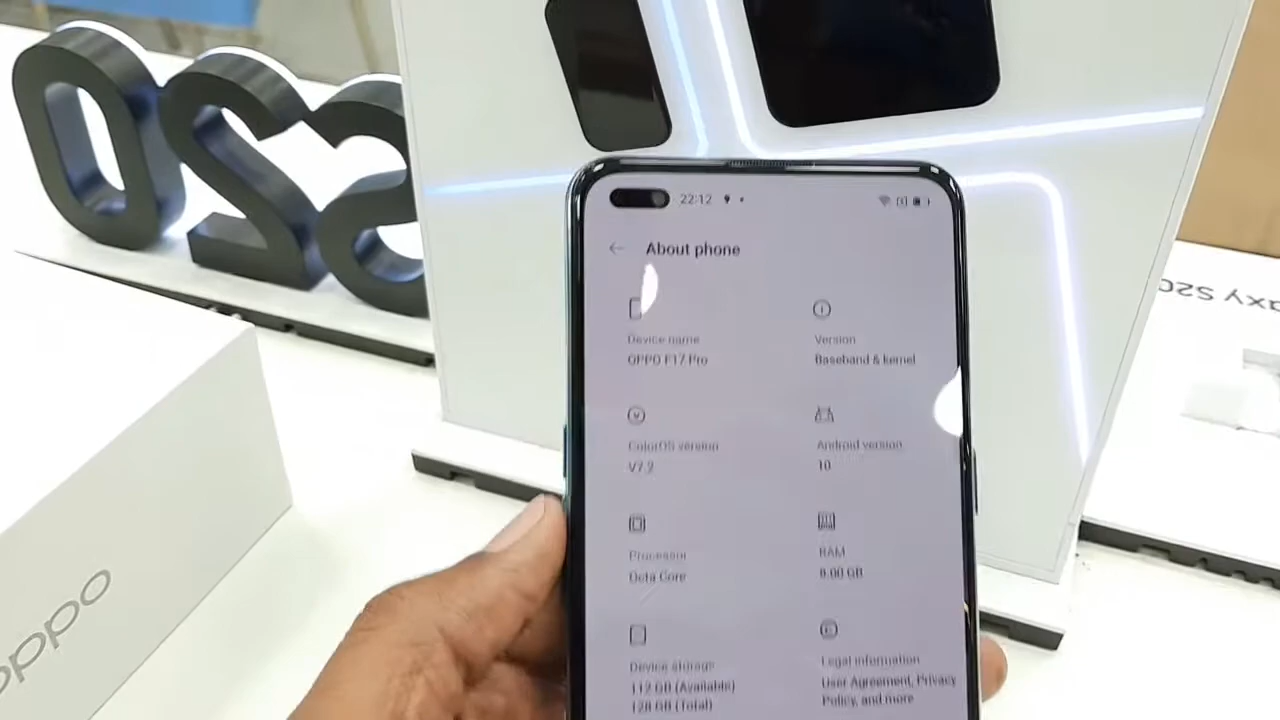 S20
22:12
About phone
Device name
OPPO F17 Pro
Version
Baseband & kernel
ColorOS version
V7.2
Android version
10
Processor
Octa Core
RAM
8.00 GB
Device storage
112 GB (Available)
128 GB (Total)
Legal information
User Agreement, Privacy
Policy, and more
oppo